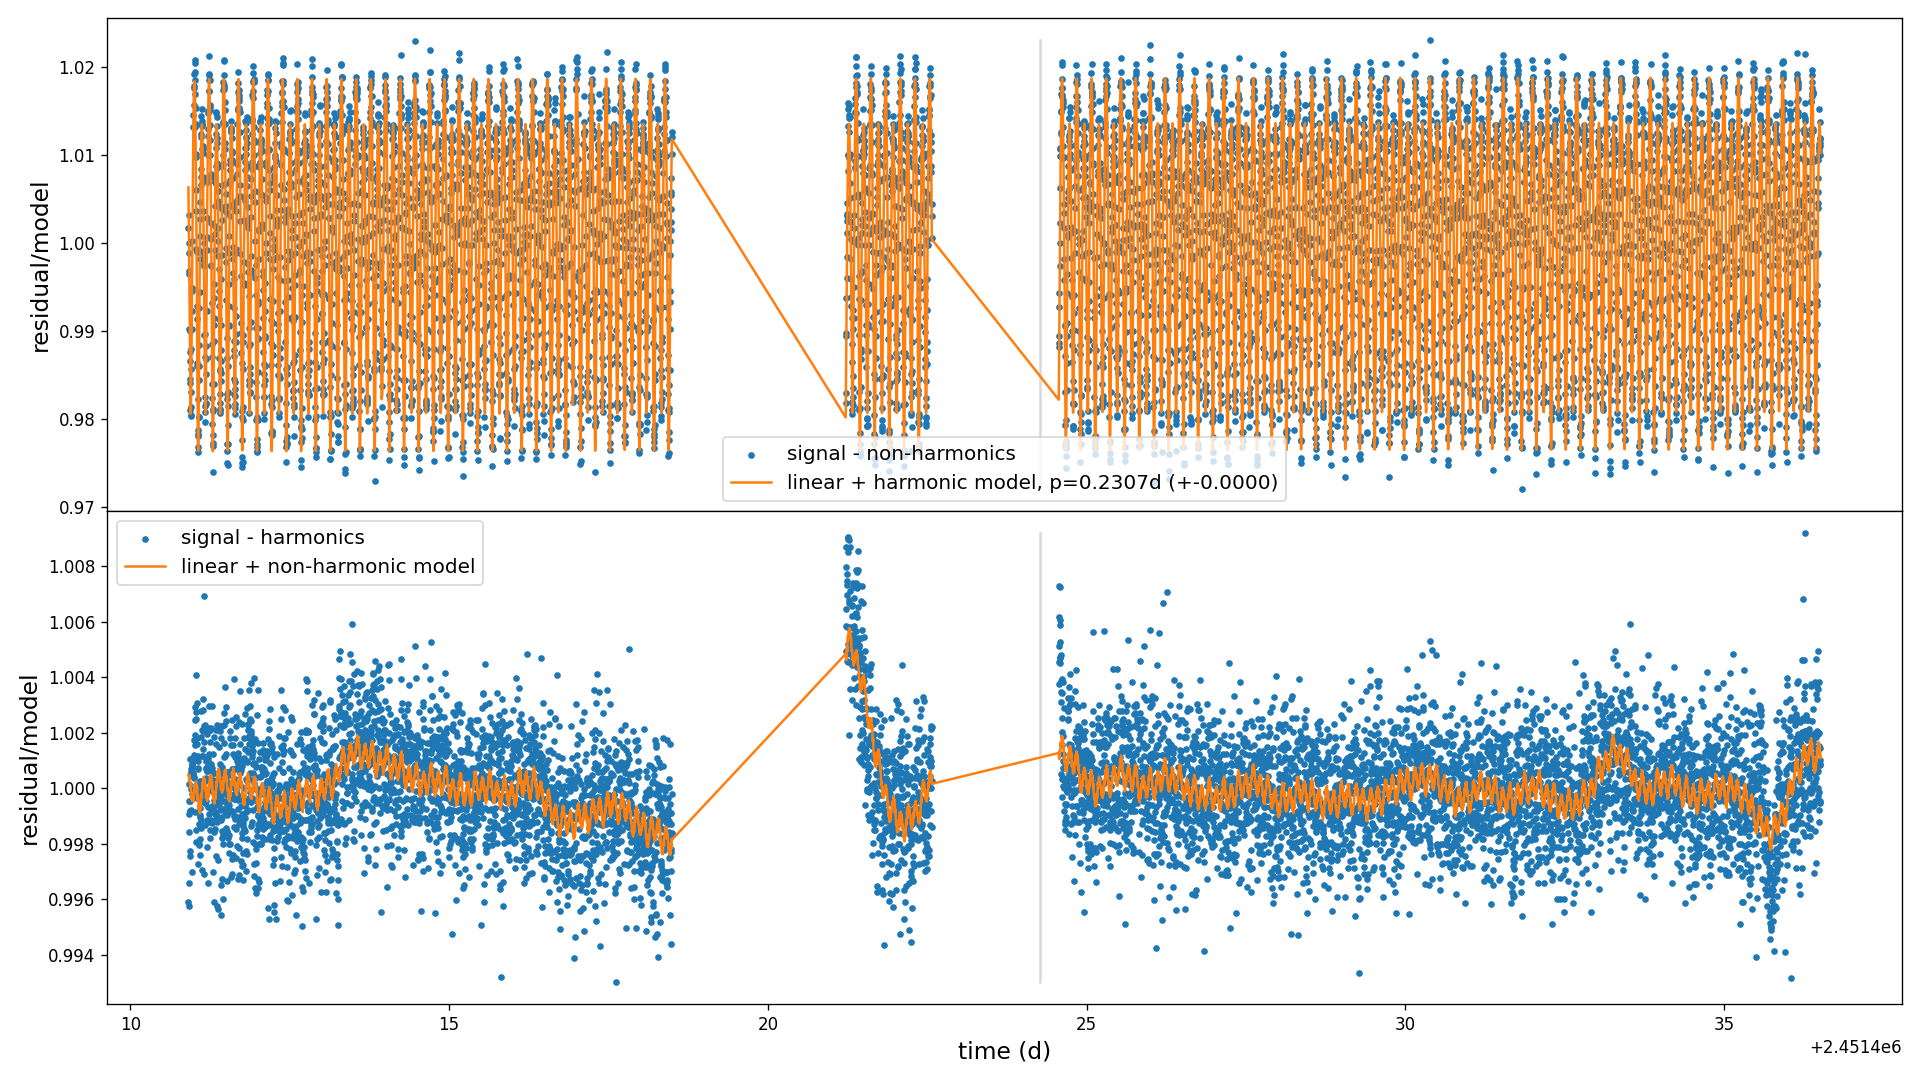 1.02
1.01
1.00
0.99
0.98
0.97
residual/model
signal - non-harmonics
linear + harmonic model, p=0.2307d (+-0.0000)
signal - harmonics
linear + non-harmonic model
1.008
1.006
1.004
1.002
1.000
0.998
0.996
0.994
residual/model
10
15
20
25
30
35
time (d)
+2.4514e6